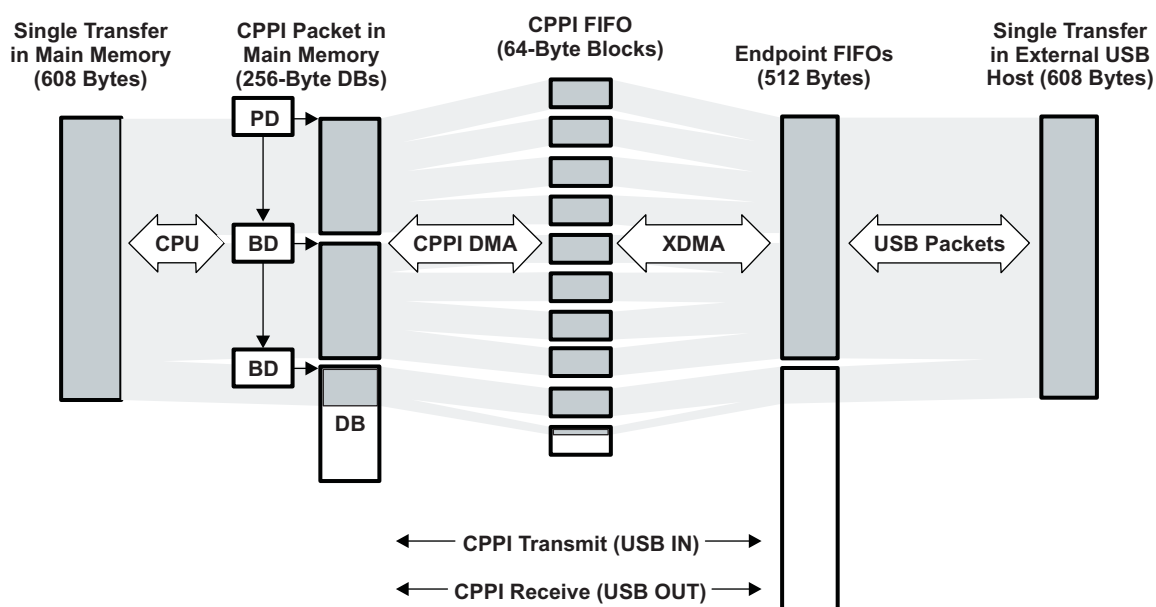 Single Transfer
in Main Memory
(608 Bytes)
CPPI Packet in
Main Memory
(256-Byte DBs)
CPPI FIFO
(64-Byte Blocks)
Endpoint FIFOs
(512 Bytes)
Single Transfer
in External USB
Host (608 Bytes)
PD
CPU
BD
CPPI DMA
XDMA
USB Packets
BD
DB
CPPI Transmit (USB IN)
CPPI Receive (USB OUT)